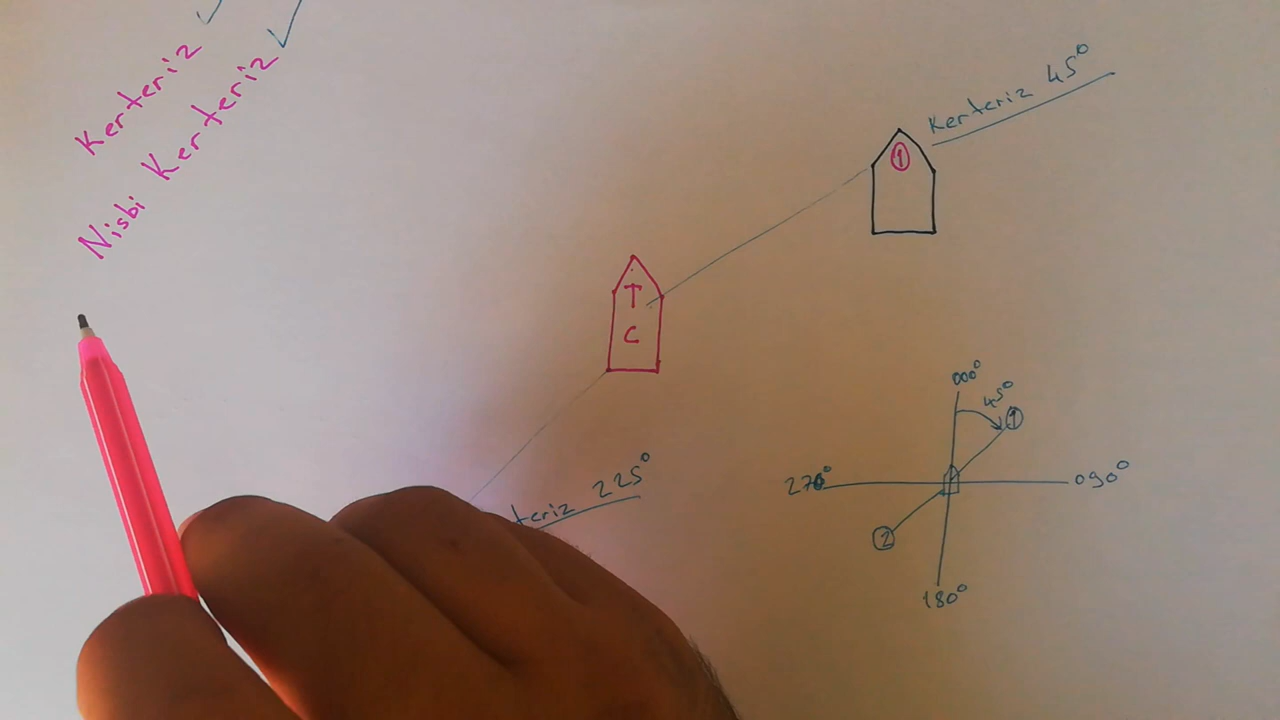 Kerteriz
Nisbi Kerteriz
Kerteriz 45°
1
T
C
teriz 225°
000°
45°
1
270°
090°
2
180°